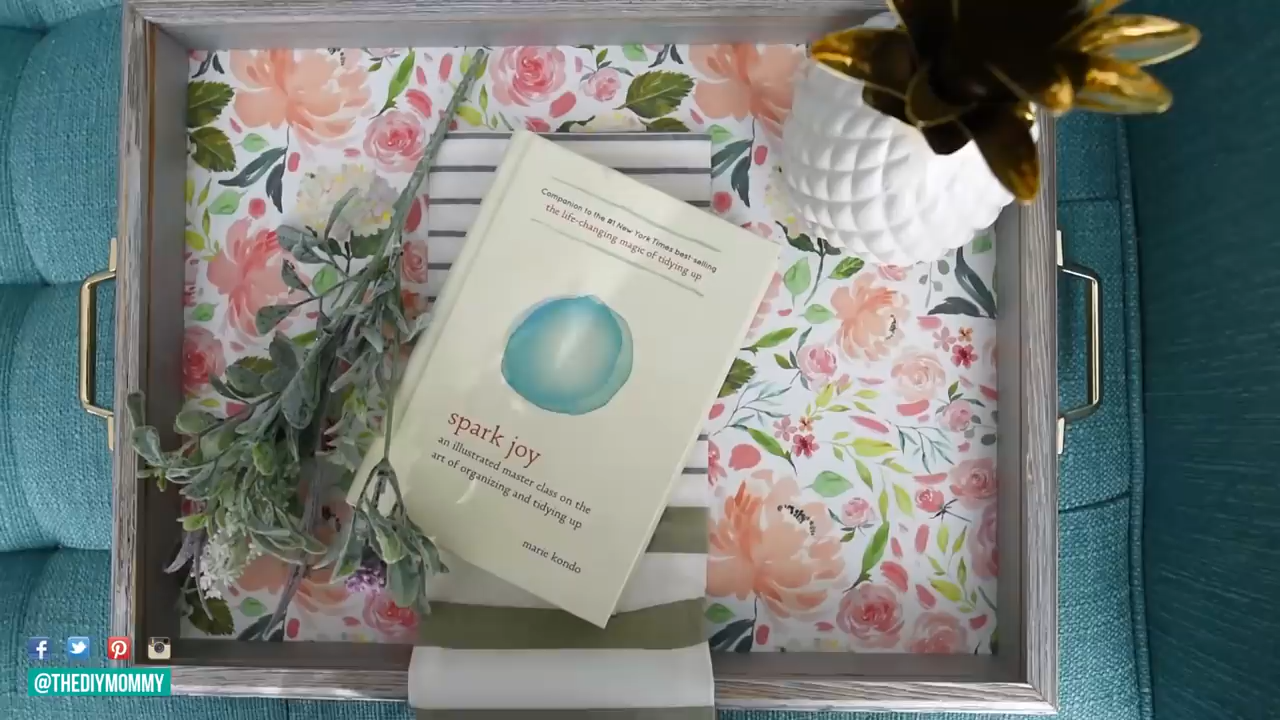 Companion to the #1 New York Times best-selling
the life-changing magic of tidying up
spark joy
an illustrated master class on the
art of organizing and tidying up
marie kondo
@THEDIYMOMMY